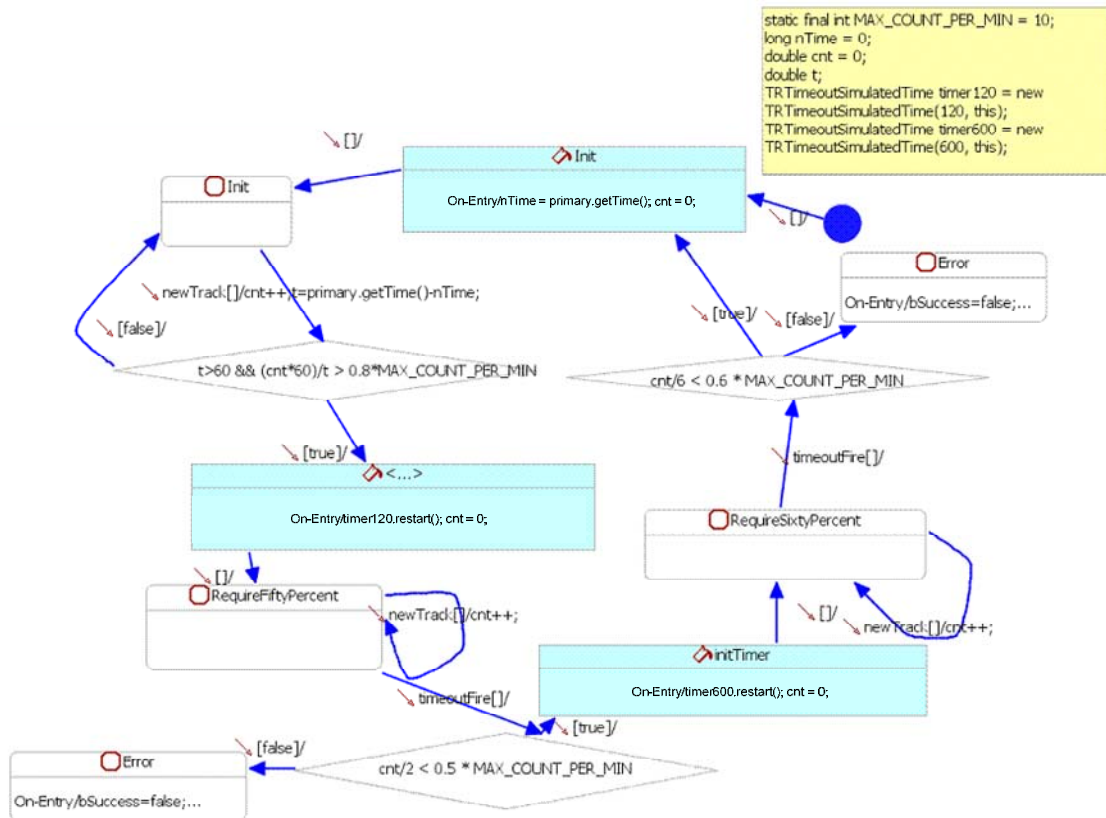 static final int MAX_COUNT_PER_MIN = 10;
long nTime = 0;
double cnt = 0;
double t;
TRTimeoutSimulatedTime timer120 = new
TRTimeoutSimulatedTime(120, this);
TRTimeoutSimulatedTime timer600 = new
TRTimeoutSimulatedTime(600, this);
[]/
Init
On-Entry/nTime = primary.getTime(); cnt = 0;
[]/
Init
Error
On-Entry/bSuccess=false;...
newTrack[]/cnt++,t=primary.getTime()-nTime;
[false]/
[true]/
[false]/
t>60 && (cnt*60)/t > 0.8*MAX_COUNT_PER_MIN
cnt/6 < 0.6 * MAX_COUNT_PER_MIN
[true]/
timeoutFire[]/
<...>
On-Entry/timer120.restart(); cnt = 0;
RequireSixtyPercent
[]/
RequireFiftyPercent
newTrack[]/cnt++;
[]/
newTrack[]/cnt++;
initTimer
On-Entry/timer600.restart(); cnt = 0;
timeoutFire[]/
[true]/
[false]/
Error
On-Entry/bSuccess=false;...
cnt/2 < 0.5 * MAX_COUNT_PER_MIN